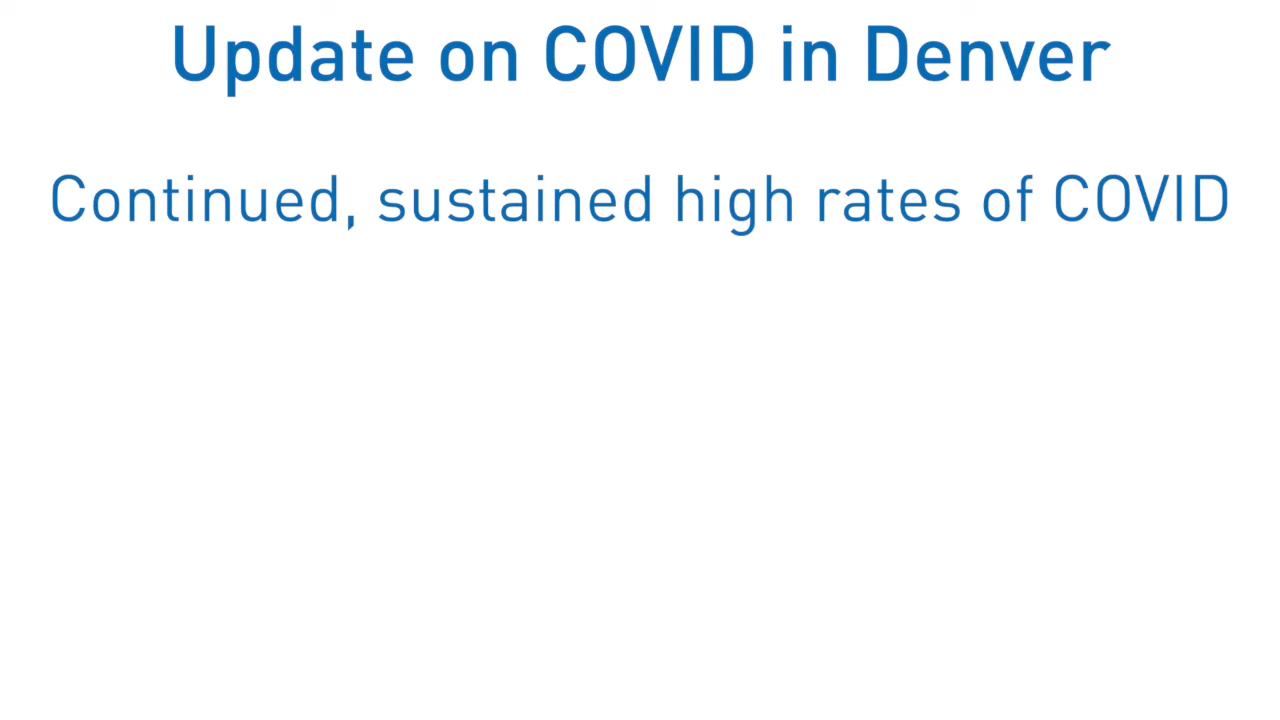 Update on COVID in Denver
Continued, sustained high rates of COVID